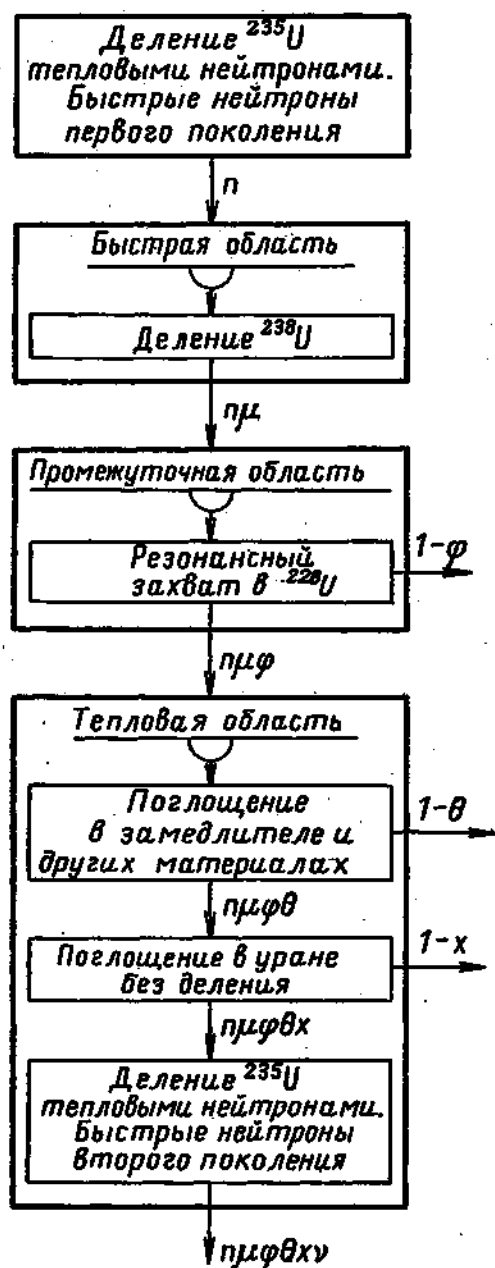 Деление ²³⁵U
тепловыми нейтронами.
Быстрые нейтроны
первого поколения
n
Быстрая область
Деление ²³⁸U
nμ
Промежуточная область
Резонансный
захват в ²²⁸U
1-φ
nμφ
Тепловая область
Поглощение
в замедлителе и
других материалах
1-θ
nμφθ
Поглощение в уране
без деления
1-x
nμφθx
Деление ²³⁵U
тепловыми нейтронами.
Быстрые нейтроны
второго поколения
nμφθxν